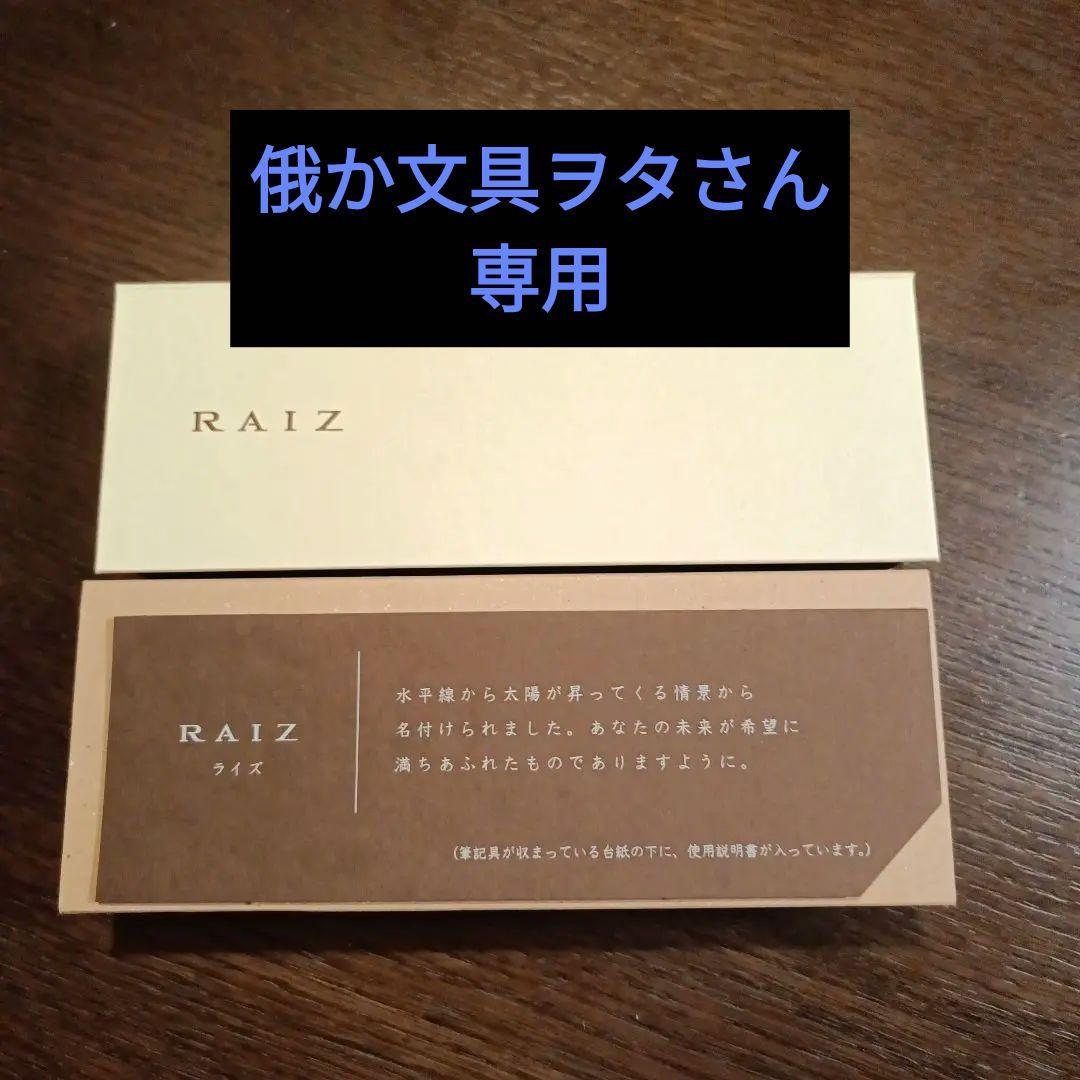 俄か文具ヲタさん
専用
RAIZ
RAIZ
ライズ
水平線から太陽が昇ってくる情景から
名付けられました。あなたの未来が希望に
満ちあふれたものでありますように。
(筆記具が収まっている台紙の下に、使用説明書が入っています。)